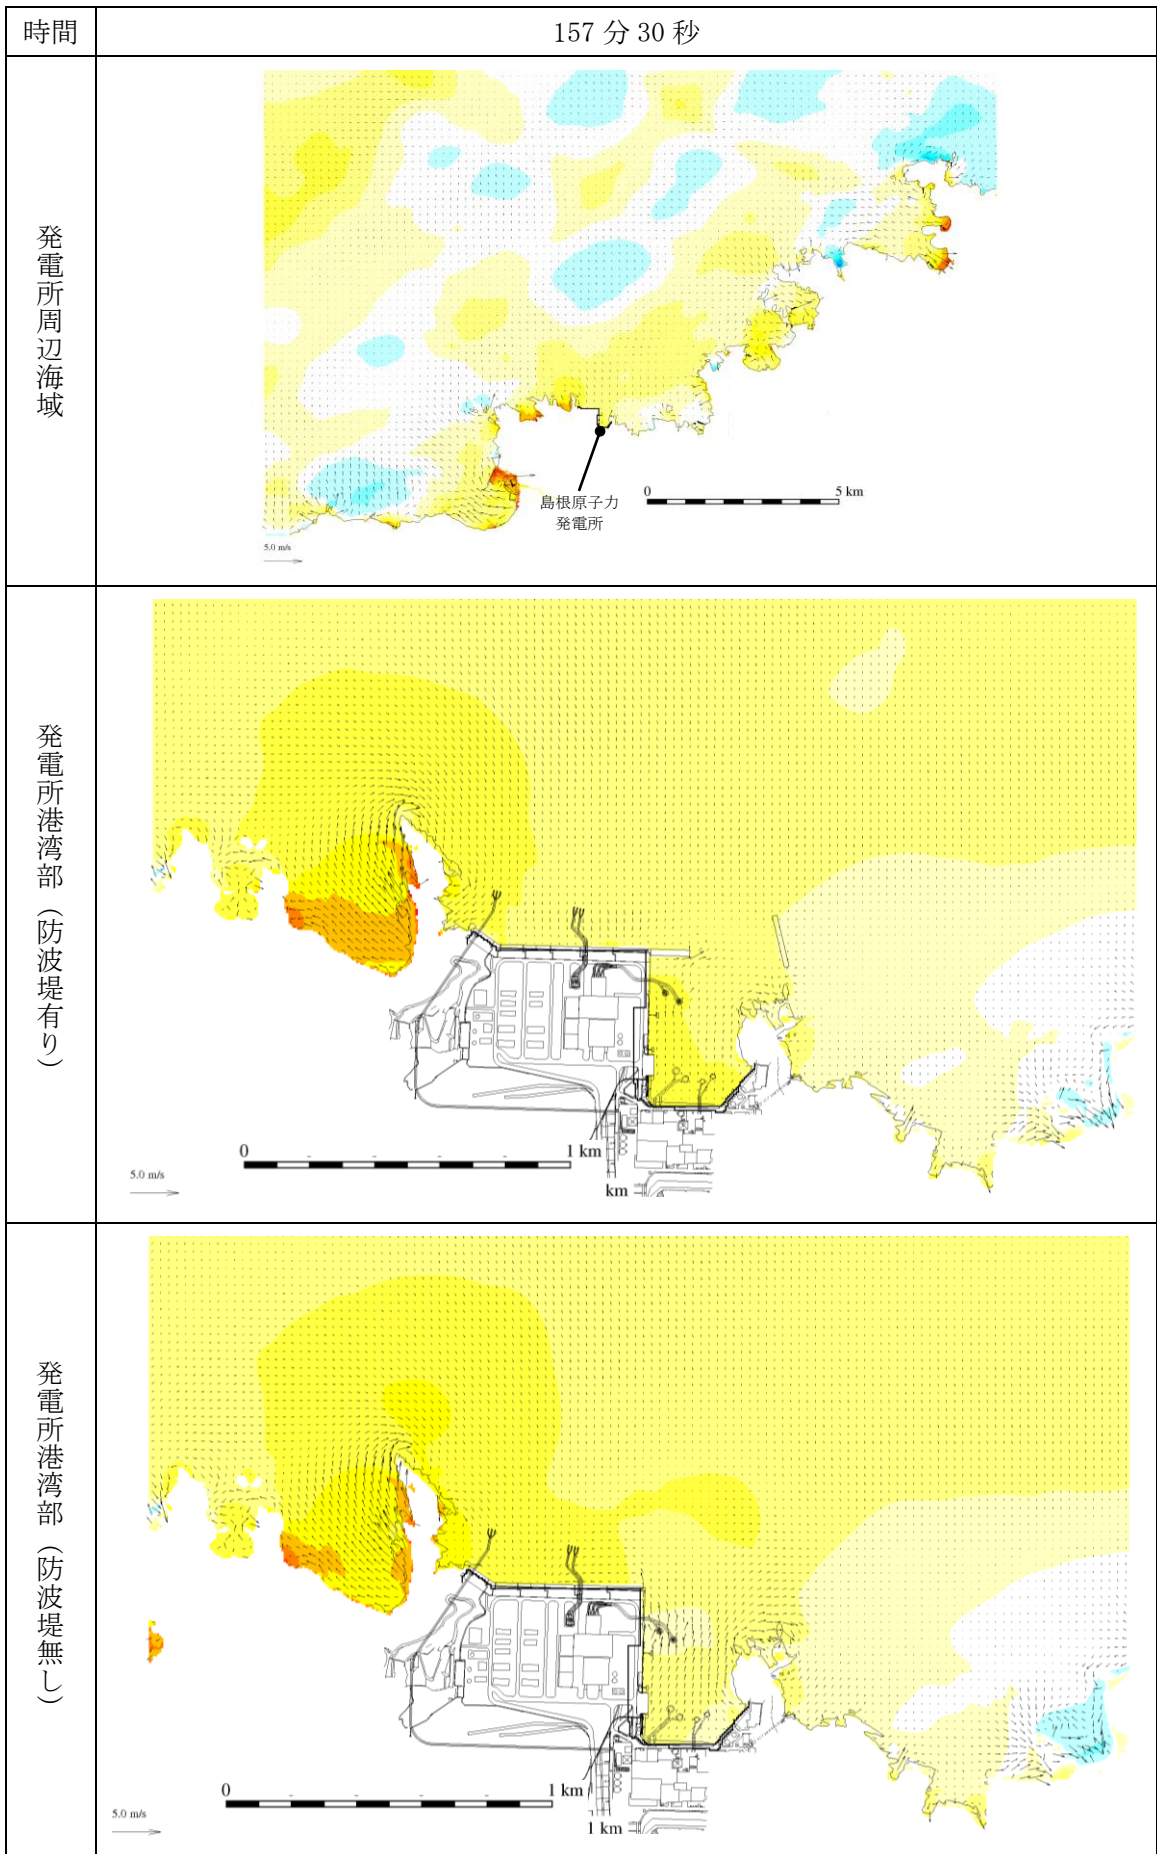 時間
157 分 30 秒
発電所周辺海域
島根原子力
発電所
0
5 km
5.0 m/s
発電所港湾部（防波堤有り）
0
1 km
km
5.0 m/s
発電所港湾部（防波堤無し）
0
1 km
1 km
5.0 m/s